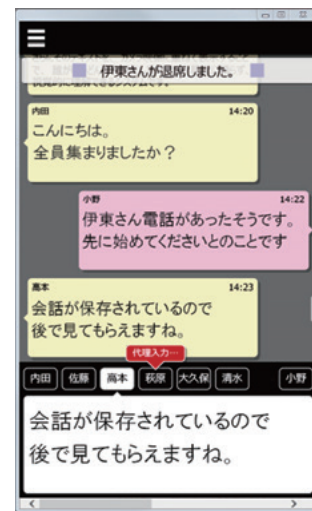 伊東さんが退席しました。
内田 14:20
こんにちは。
全員集まりましたか？
小野 14:22
伊東さん電話があったそうです。
先に始めてくださいとのことです
高本 14:23
会話が保存されているので
後で見てもらえますね。
代理入力…
内田 佐藤 高本 萩原 大久保 清水 小野
会話が保存されているので
後で見てもらえますね。